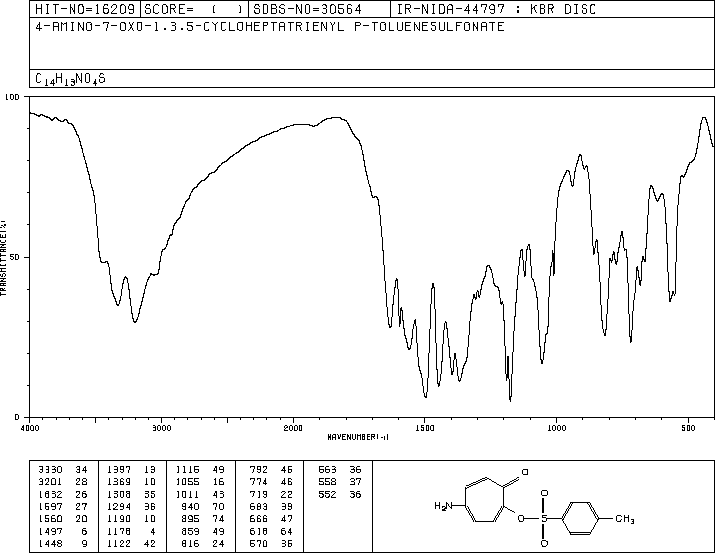 HIT-NO=16209 SCORE= ( ) SDBS-NO=30564 IR-NIDA-44797 : KBR DISC
4-AMINO-7-OXO-1,3,5-CYCLOHEPTATRIENYL P-TOLUENESULFONATE
C14H13NO4S
100
50
0
TRANSMITTANCE(%)
4000 3000 2000 1500 1000 500
WAVENUMBER(-1)
3330 34 1397 13 1116 49 792 46 563 36
3201 28 1369 10 1055 16 774 46 558 37
1632 26 1308 35 1011 43 719 22 552 36
1597 27 1294 36 940 70 683 39
1560 20 1190 10 895 74 666 47
1497 6 1178 4 859 49 618 64
1448 9 1122 42 816 24 570 35
O
H2N
O
O S
CH3
O